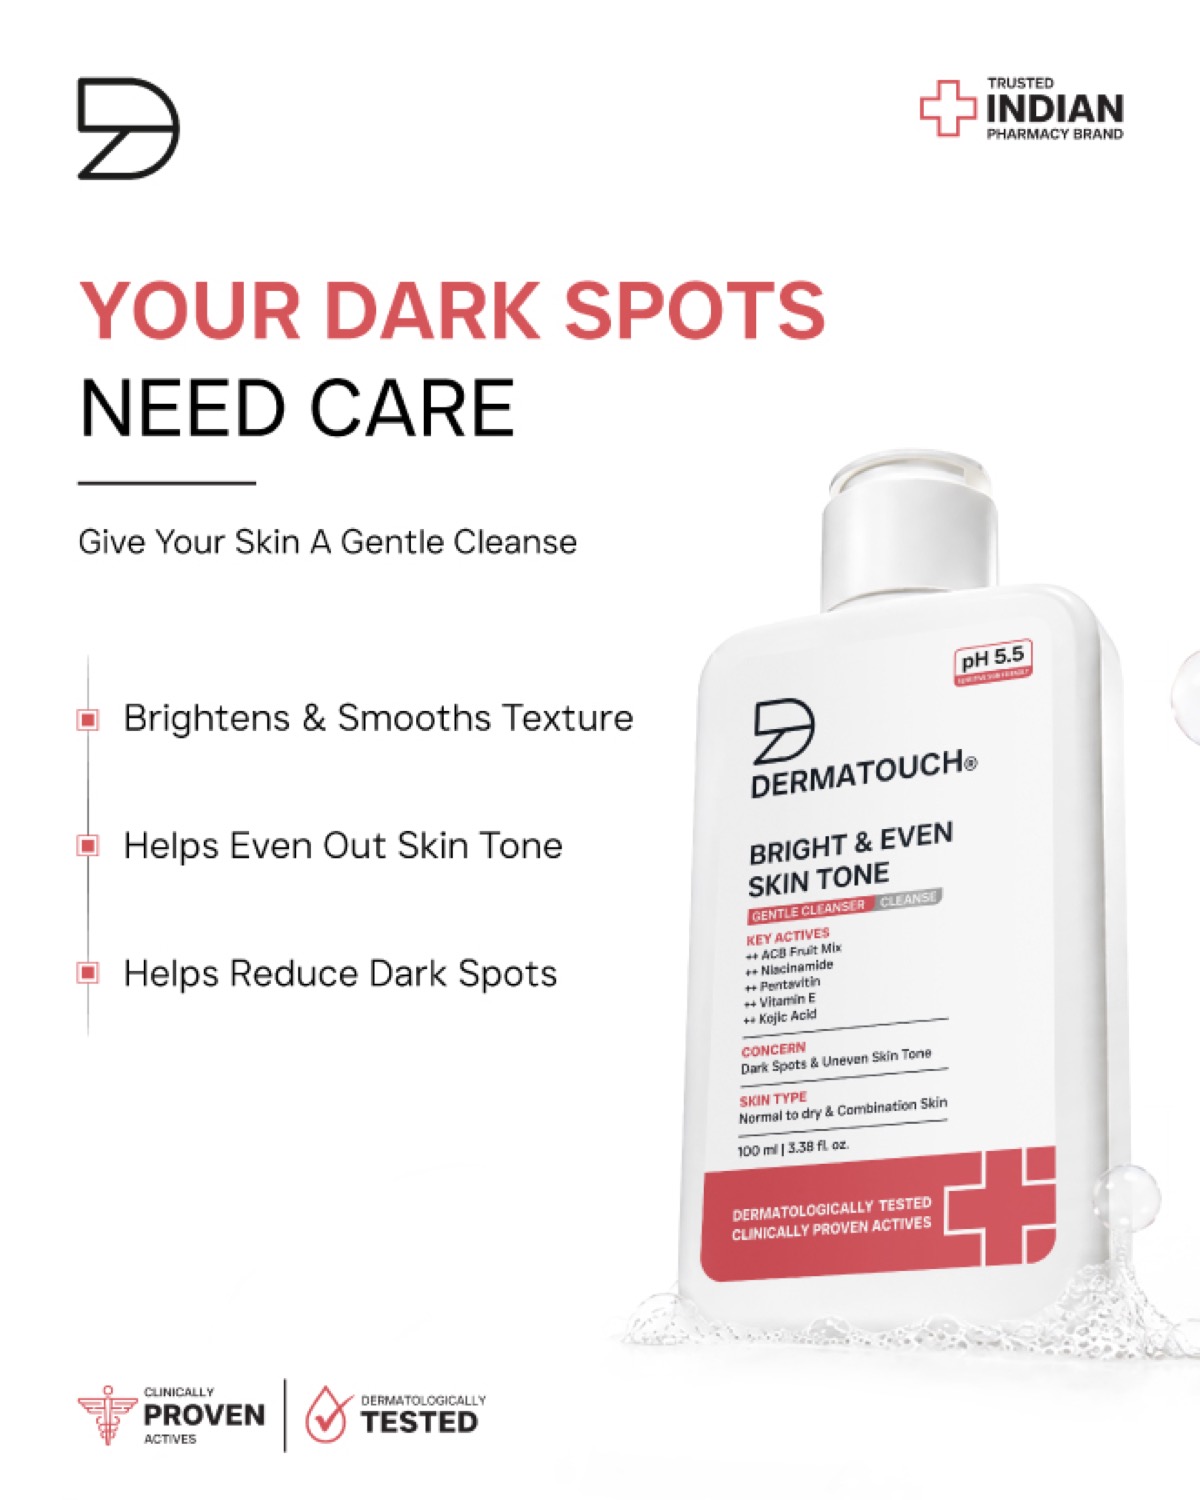 TRUSTED
INDIAN
PHARMACY BRAND
YOUR DARK SPOTS
NEED CARE
Give Your Skin A Gentle Cleanse
Brightens & Smooths Texture
Helps Even Out Skin Tone
Helps Reduce Dark Spots
pH 5.5
DERMATOUCH®
BRIGHT & EVEN
SKIN TONE
GENTLE CLEANSER CLEANSE
KEY ACTIVES
++ ACB Fruit Mix
++ Niacinamide
++ Pentavitin
++ Vitamin E
++ Kojic Acid
CONCERN
Dark Spots & Uneven Skin Tone
SKIN TYPE
Normal to dry & Combination Skin
100 ml | 3.38 fl. oz.
DERMATOLOGICALLY TESTED
CLINICALLY PROVEN ACTIVES
CLINICALLY
PROVEN
ACTIVES
DERMATOLOGICALLY
TESTED